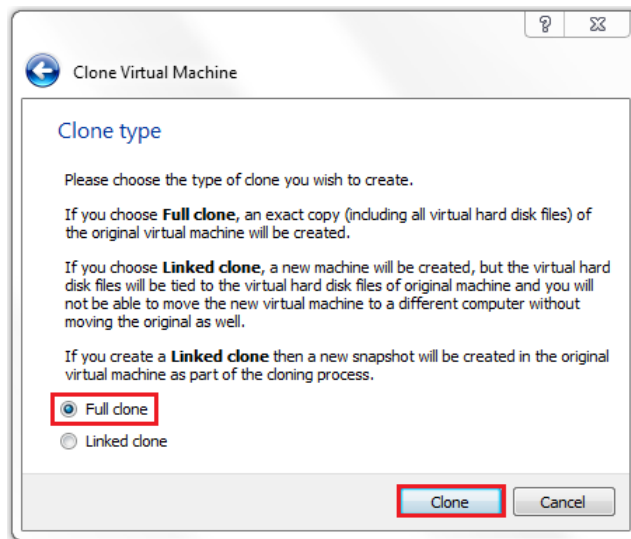 Clone Virtual Machine
Clone type
Please choose the type of clone you wish to create.
If you choose Full clone, an exact copy (including all virtual hard disk files) of
the original virtual machine will be created.
If you choose Linked clone, a new machine will be created, but the virtual hard
disk files will be tied to the virtual hard disk files of original machine and you will
not be able to move the new virtual machine to a different computer without
moving the original as well.
If you create a Linked clone then a new snapshot will be created in the original
virtual machine as part of the cloning process.
Full clone
Linked clone
Clone Cancel